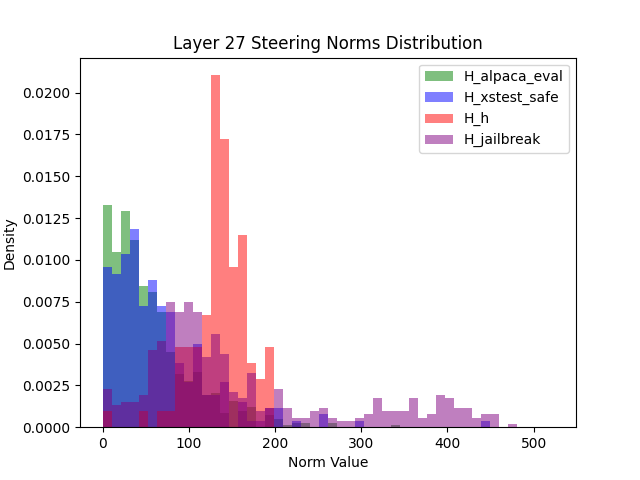 Layer 27 Steering Norms Distribution
H_alpaca_eval
H_xstest_safe
H_h
H_jailbreak
Density
0.0200
0.0175
0.0150
0.0125
0.0100
0.0075
0.0050
0.0025
0.0000
0 100 200 300 400 500
Norm Value